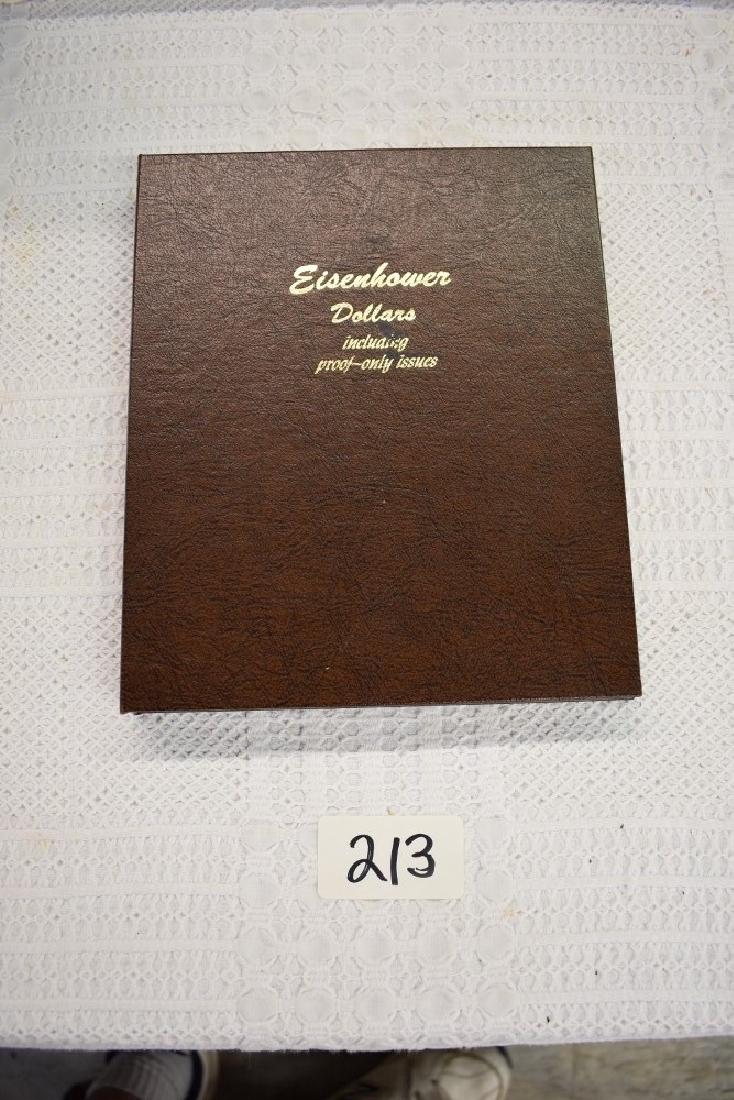 Eisenhower
Dollars
including
proof-only issues
213